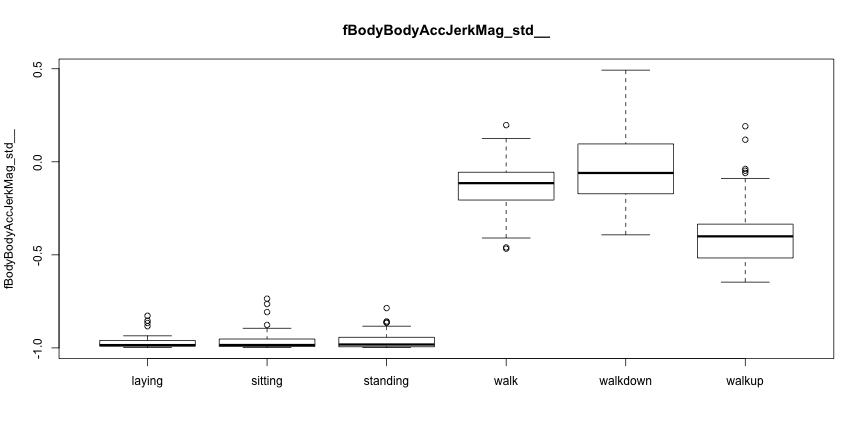 fBodyBodyAccJerkMag_std__
fBodyBodyAccJerkMag_std__
0.5
0.0
-0.5
-1.0
laying sitting standing walk walkdown walkup